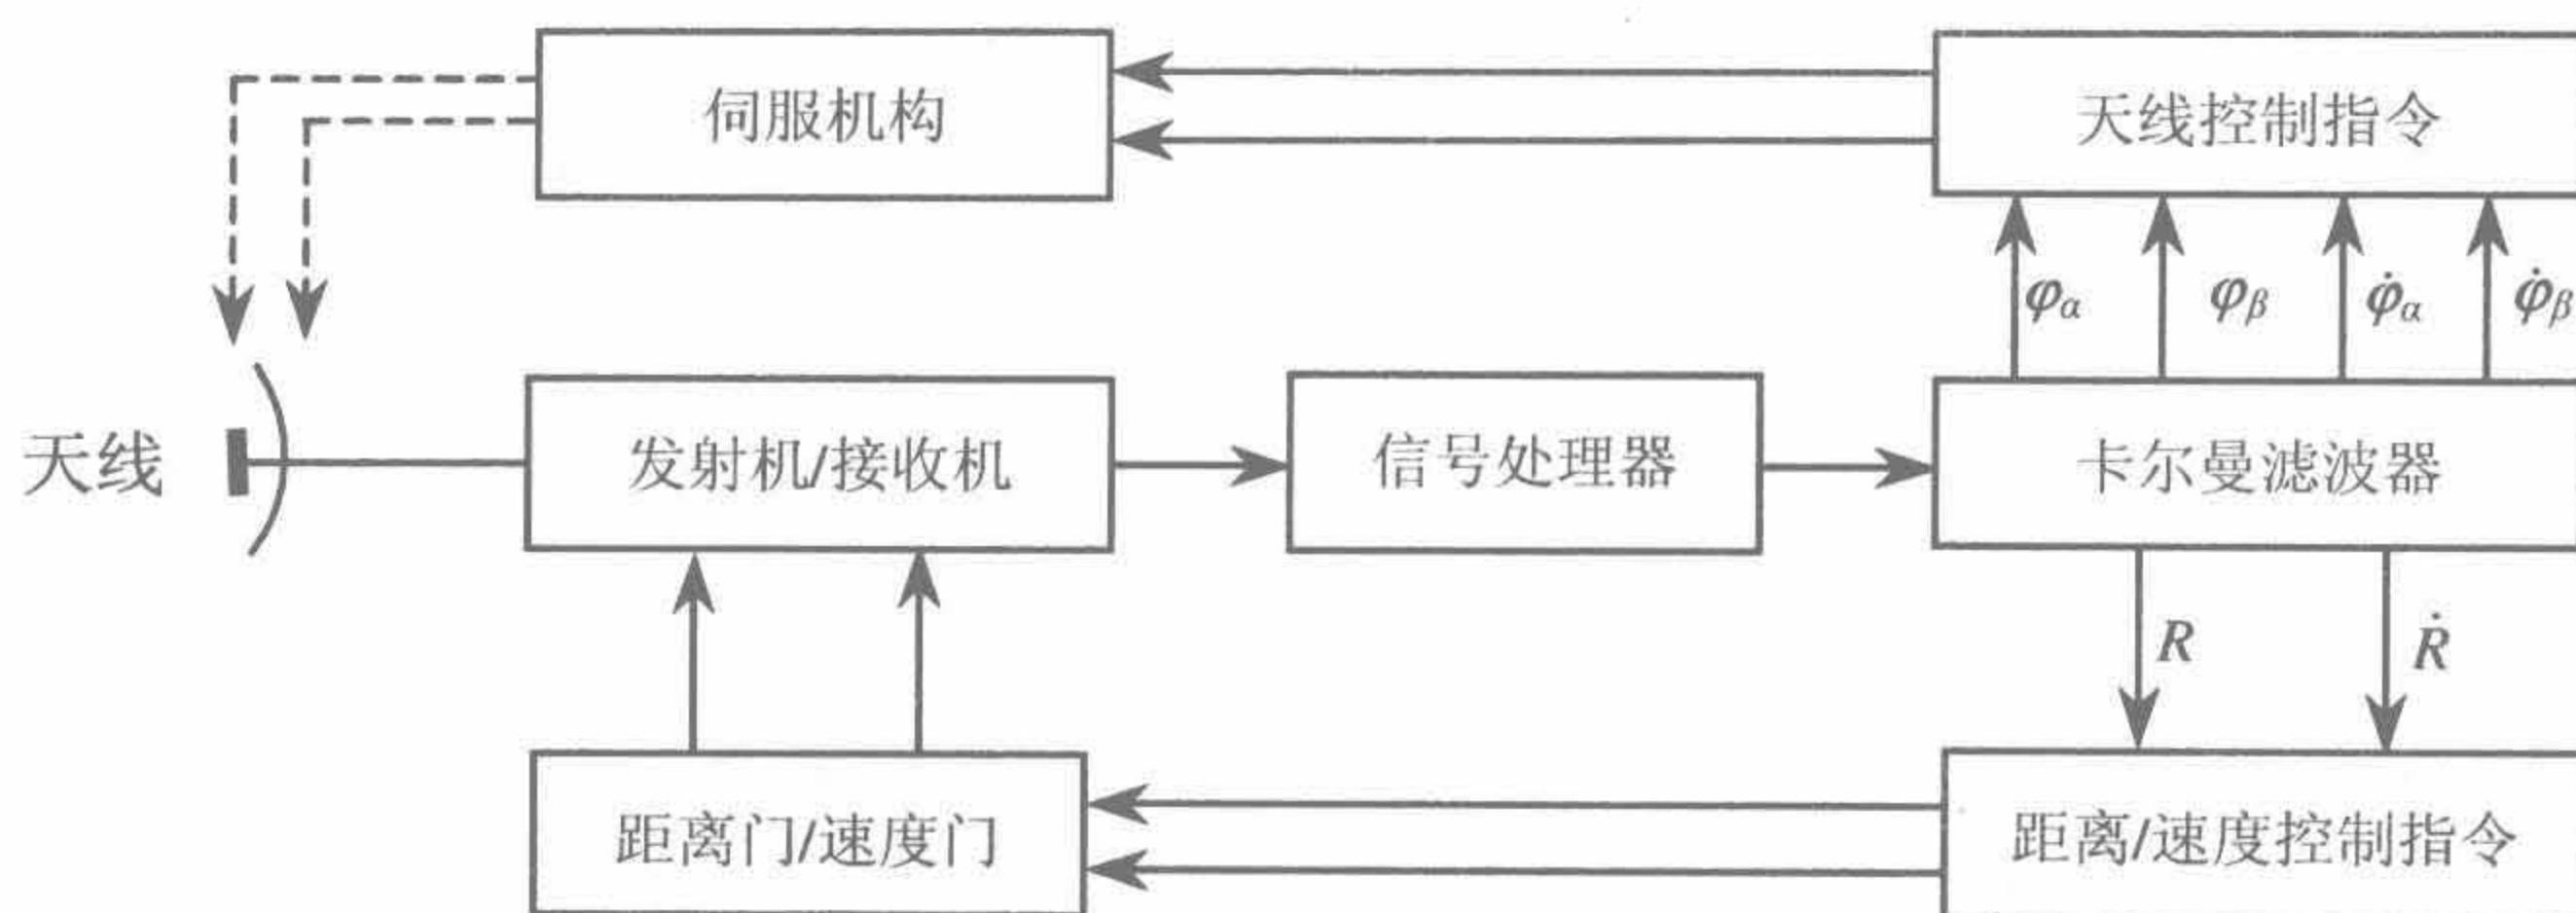 伺服机构
天线控制指令
φα φβ φ̇α φ̇β
天线
发射机/接收机
信号处理器
卡尔曼滤波器
R Ṙ
距离门/速度门
距离/速度控制指令